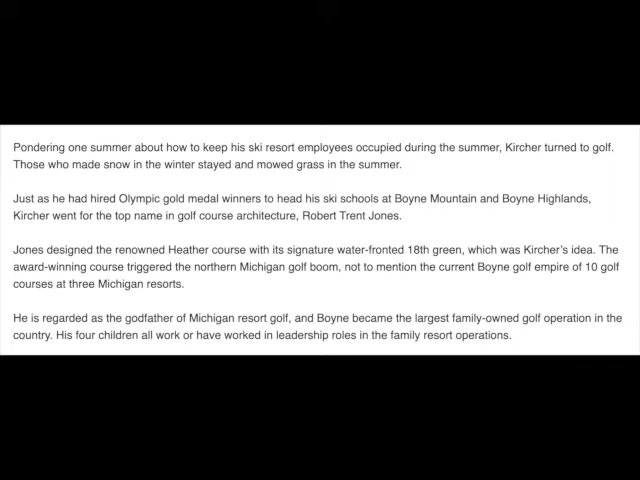 Pondering one summer about how to keep his ski resort employees occupied during the summer, Kircher turned to golf.
Those who made snow in the winter stayed and mowed grass in the summer.
Just as he had hired Olympic gold medal winners to head his ski schools at Boyne Mountain and Boyne Highlands,
Kircher went for the top name in golf course architecture, Robert Trent Jones.
Jones designed the renowned Heather course with its signature water-fronted 18th green, which was Kircher's idea. The
award-winning course triggered the northern Michigan golf boom, not to mention the current Boyne golf empire of 10 golf
courses at three Michigan resorts.
He is regarded as the godfather of Michigan resort golf, and Boyne became the largest family-owned golf operation in the
country. His four children all work or have worked in leadership roles in the family resort operations.